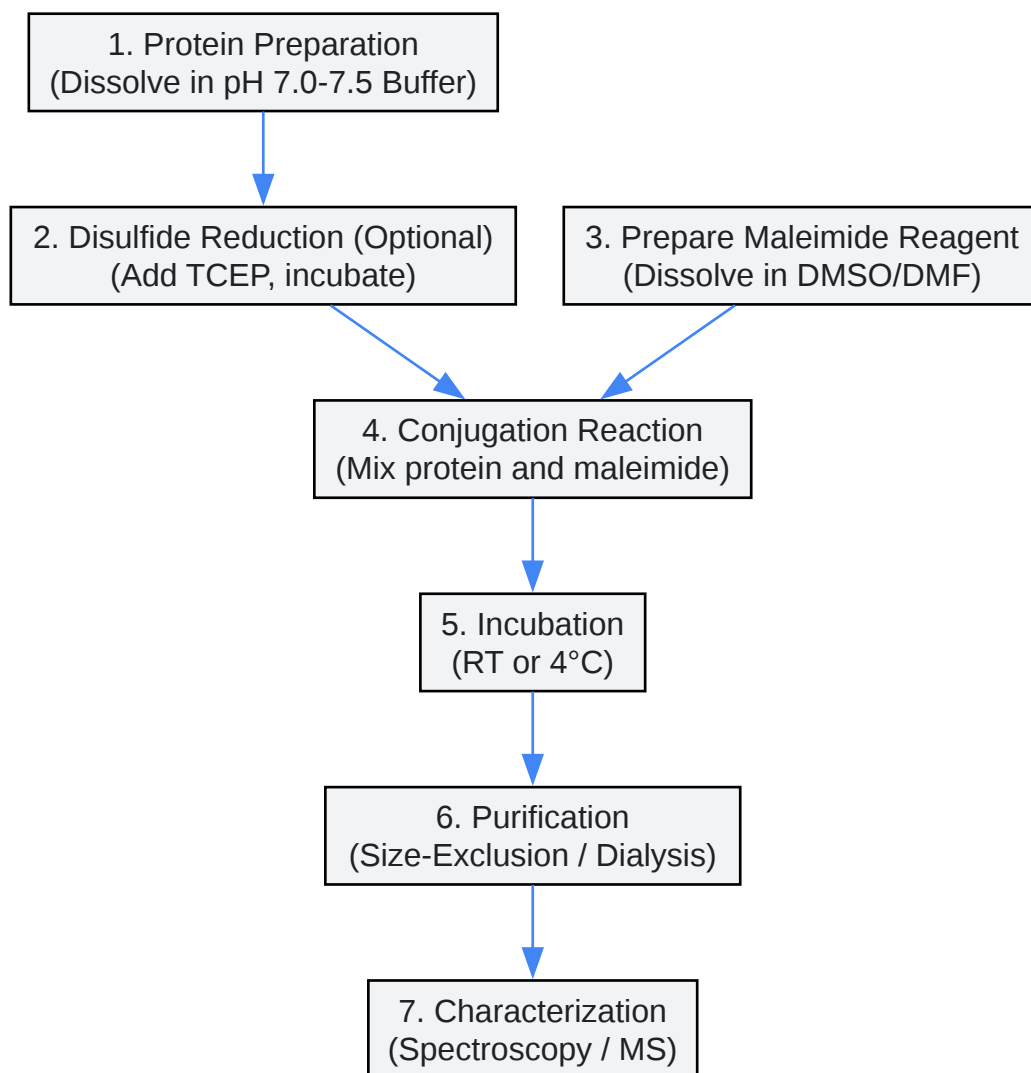 1. Protein Preparation
(Dissolve in pH 7.0-7.5 Buffer)
2. Disulfide Reduction (Optional)
(Add TCEP, incubate)
3. Prepare Maleimide Reagent
(Dissolve in DMSO/DMF)
4. Conjugation Reaction
(Mix protein and maleimide)
5. Incubation
(RT or 4°C)
6. Purification
(Size-Exclusion / Dialysis)
7. Characterization
(Spectroscopy / MS)